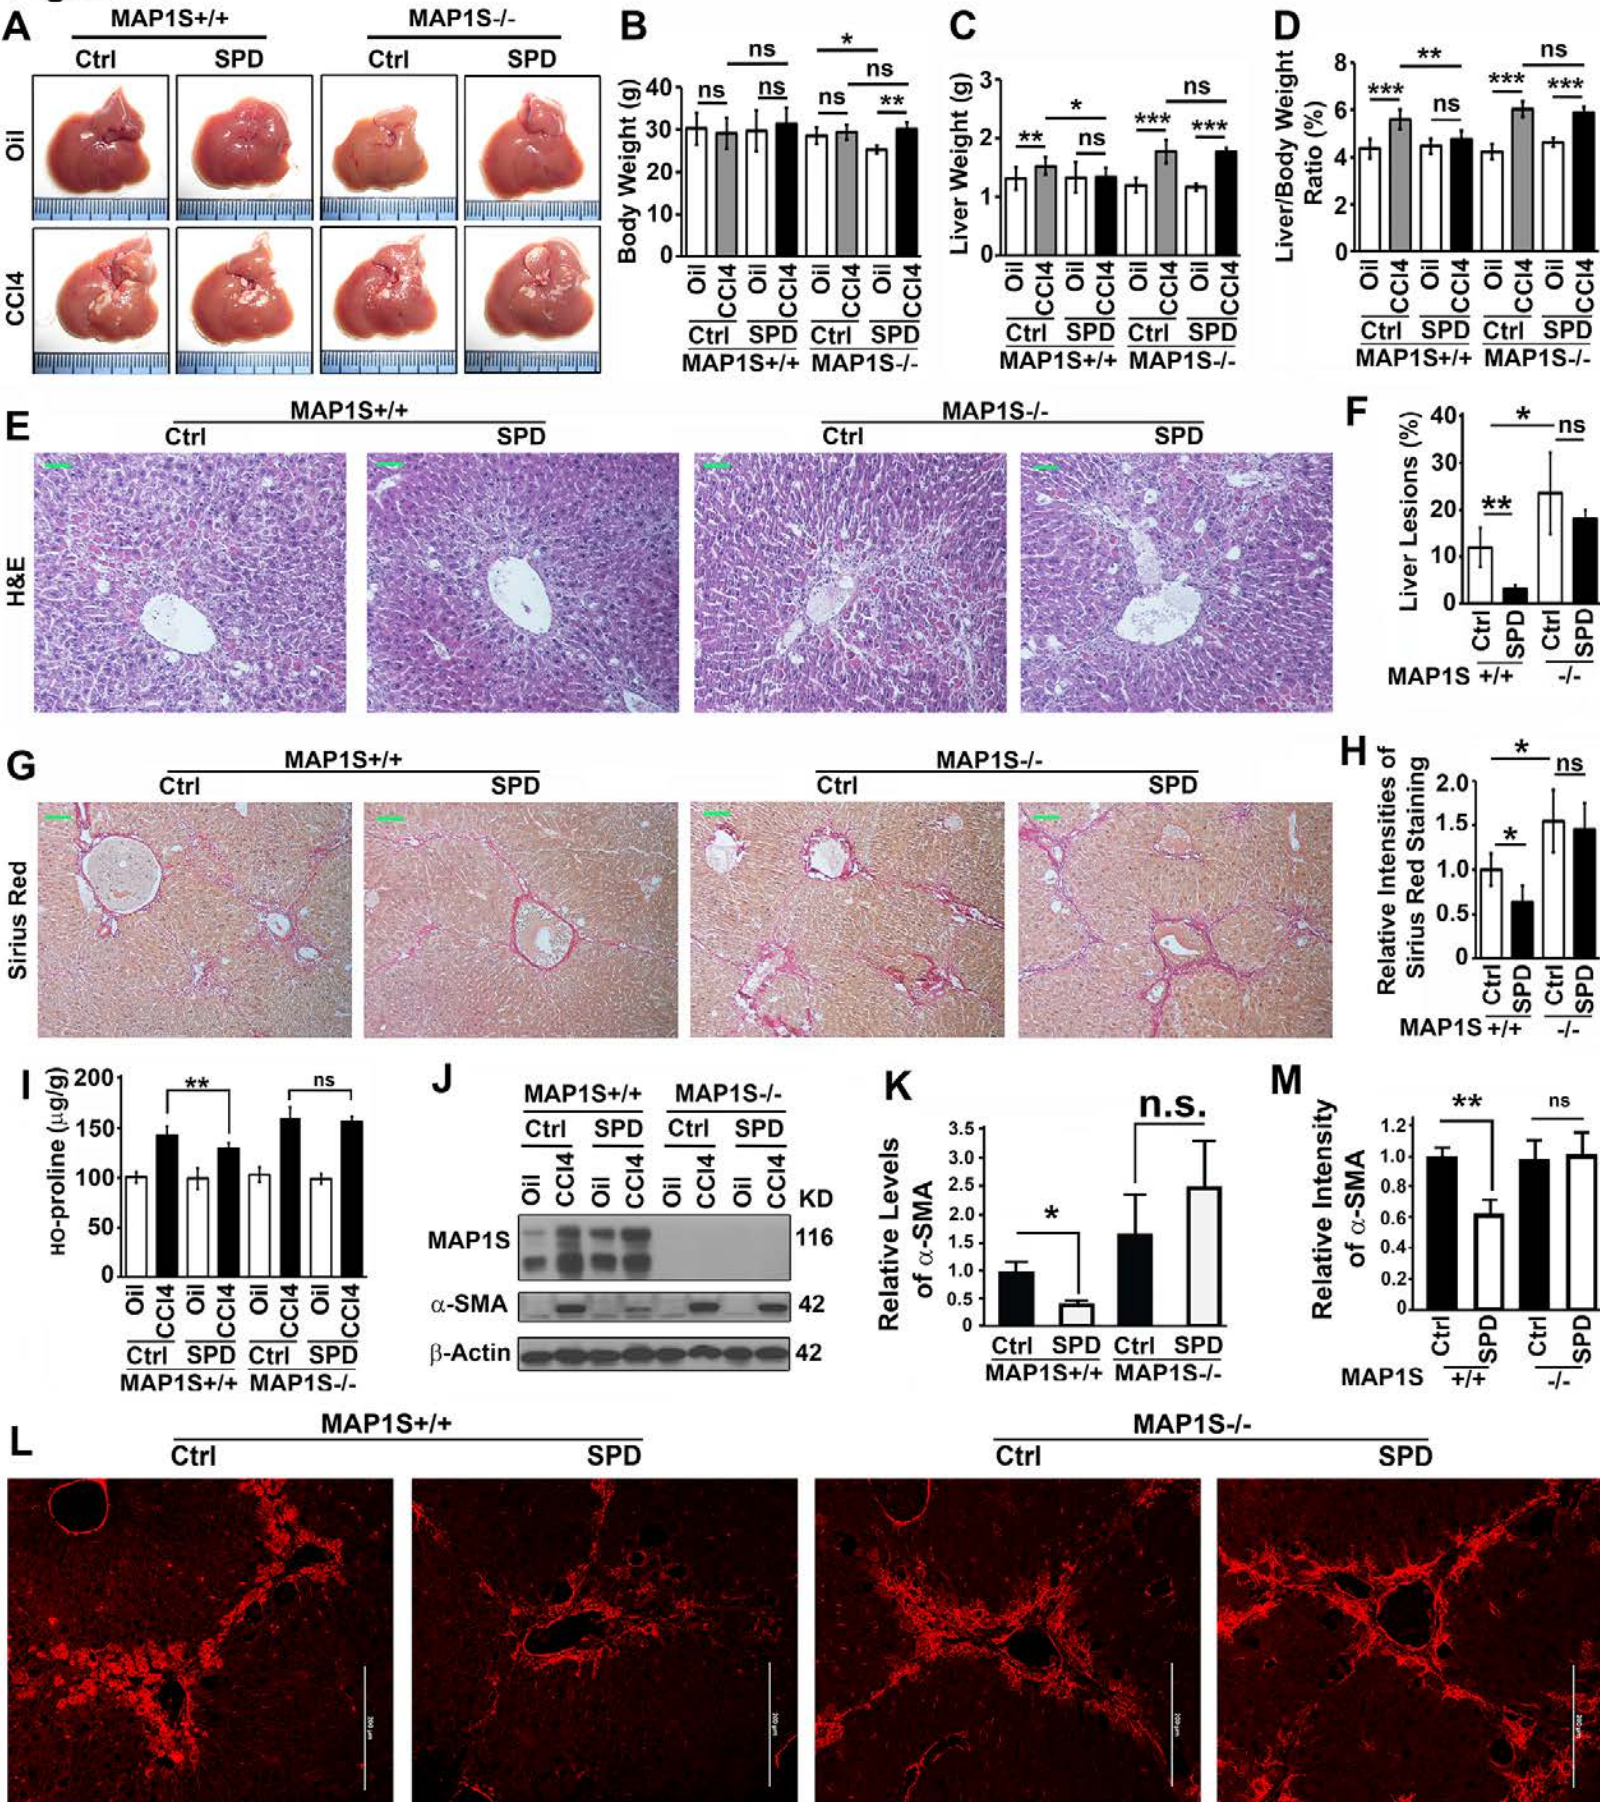 A
MAP1S+/+
MAP1S-/-
Ctrl
SPD
Ctrl
SPD
Oil
CCl4
B
Body Weight (g)
40
30
20
10
0
ns
ns
ns
*
ns
ns
**
Oil
CCl4
Oil
CCl4
Oil
CCl4
Oil
CCl4
Ctrl
SPD
Ctrl
SPD
MAP1S+/+
MAP1S-/-
C
Liver Weight (g)
3
2
1
0
**
*
ns
***
ns
***
Oil
CCl4
Oil
CCl4
Oil
CCl4
Oil
CCl4
Ctrl
SPD
Ctrl
SPD
MAP1S+/+
MAP1S-/-
D
Liver/Body Weight
Ratio (%)
8
6
4
2
0
***
**
ns
***
ns
***
Oil
CCl4
Oil
CCl4
Oil
CCl4
Oil
CCl4
Ctrl
SPD
Ctrl
SPD
MAP1S+/+
MAP1S-/-
E
MAP1S+/+
MAP1S-/-
Ctrl
SPD
Ctrl
SPD
H&E
F
Liver Lesions (%)
40
30
20
10
0
*
ns
**
Ctrl
SPD
Ctrl
SPD
MAP1S +/+
-/-
G
MAP1S+/+
MAP1S-/-
Ctrl
SPD
Ctrl
SPD
Sirius Red
H
Relative Intensities of
Sirius Red Staining
2.0
1.5
1.0
0.5
0
*
ns
*
Ctrl
SPD
Ctrl
SPD
MAP1S +/+
-/-
I
HO-proline (μg/g)
200
150
100
50
0
**
ns
Oil
CCl4
Oil
CCl4
Oil
CCl4
Oil
CCl4
Ctrl
SPD
Ctrl
SPD
MAP1S+/+
MAP1S-/-
J
MAP1S+/+
MAP1S-/-
Ctrl
SPD
Ctrl
SPD
Oil
CCl4
Oil
CCl4
Oil
CCl4
Oil
CCl4
KD
MAP1S
116
α-SMA
42
β-Actin
42
K
Relative Levels
of α-SMA
3.5
3.0
2.5
2.0
1.5
1.0
0.5
0
*
n.s.
Ctrl
SPD
Ctrl
SPD
MAP1S+/+
MAP1S-/-
M
Relative Intensity
of α-SMA
1.2
1.0
0.8
0.6
0.4
0.2
0
**
ns
Ctrl
SPD
Ctrl
SPD
MAP1S
+/+
-/-
L
MAP1S+/+
MAP1S-/-
Ctrl
SPD
Ctrl
SPD
200 μm
200 μm
200 μm
200 μm